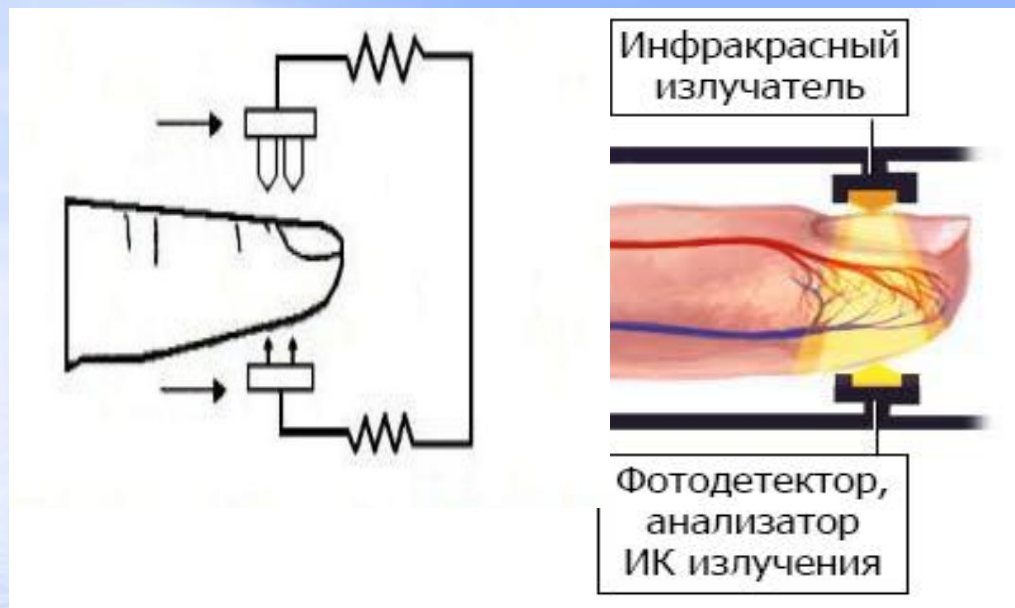 Инфракрасный
излучатель
Фотодетектор,
анализатор
ИК излучения